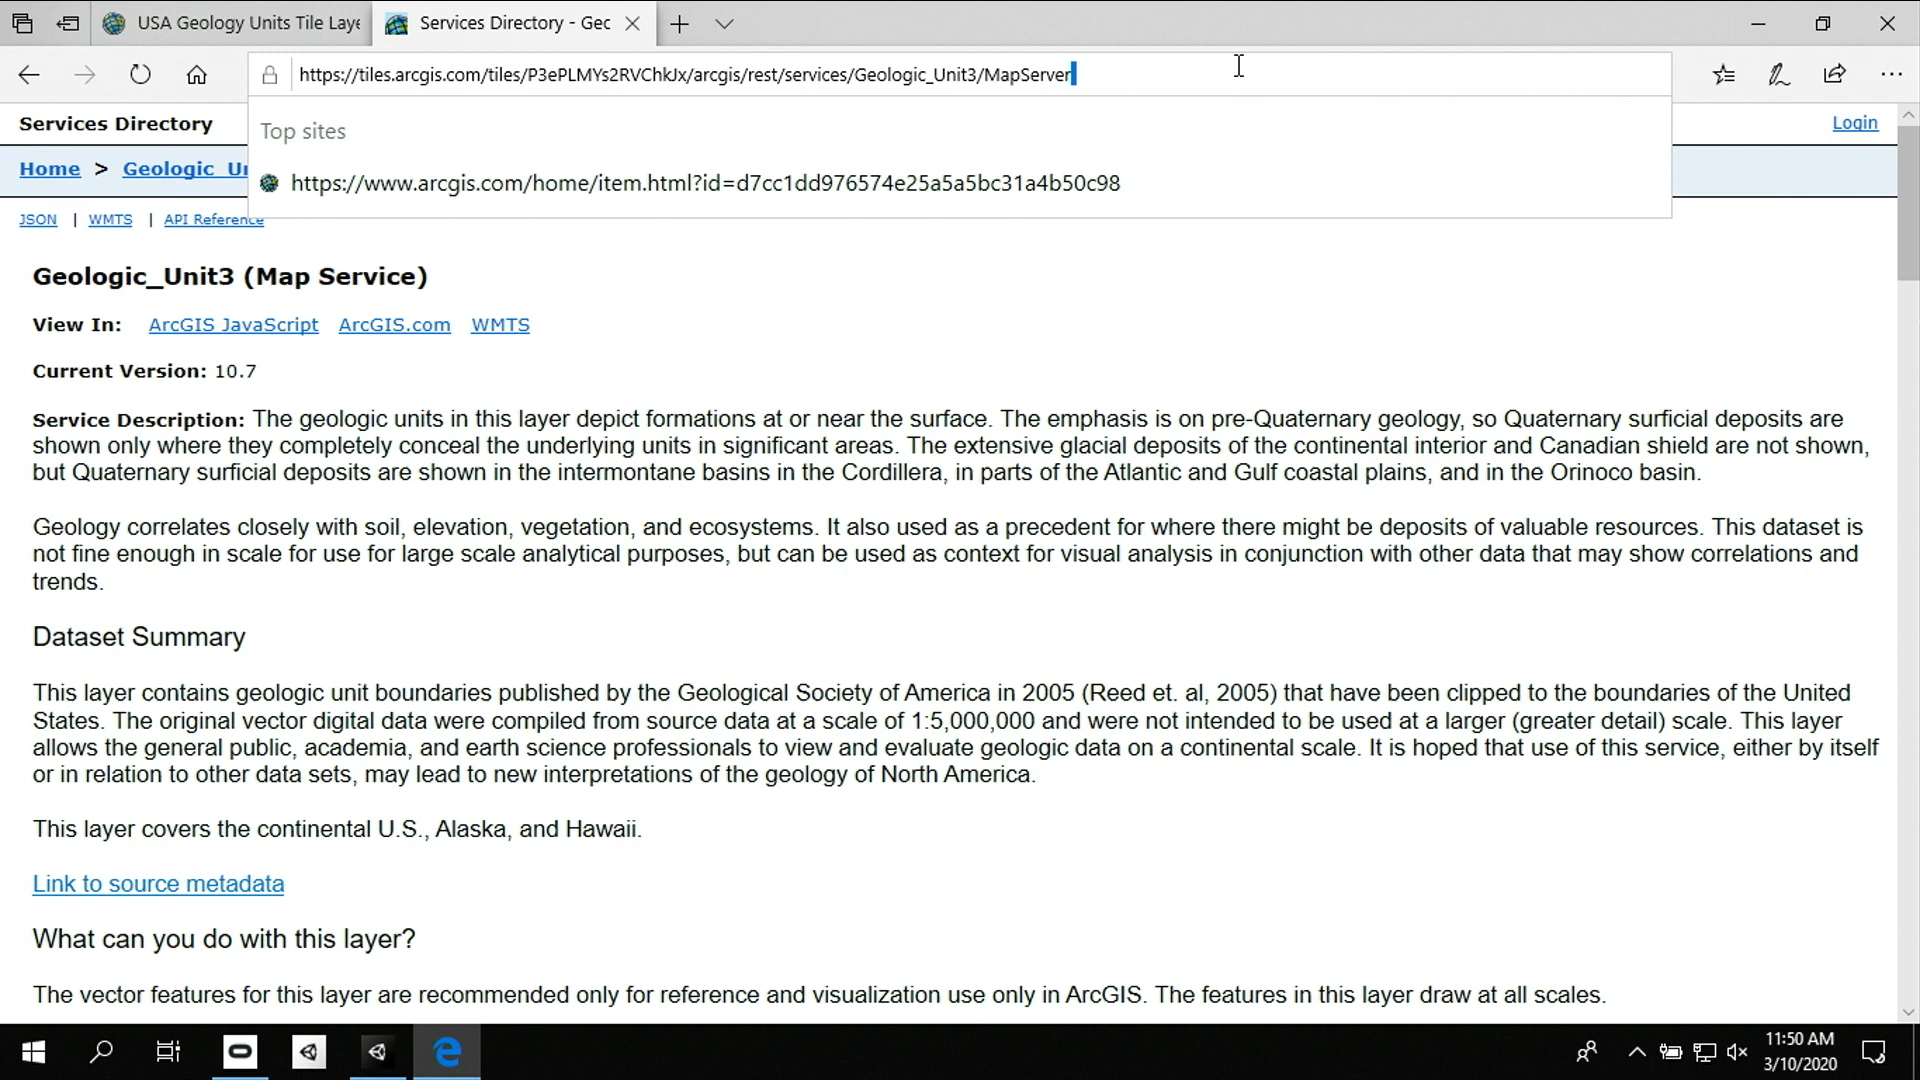 USA Geology Units Tile Laye
Services Directory - Geo
https://tiles.arcgis.com/tiles/P3ePLMYs2RVChkJx/arcgis/rest/services/Geologic_Unit3/MapServer
Top sites
https://www.arcgis.com/home/item.html?id=d7cc1dd976574e25a5a5bc31a4b50c98
Services Directory
Login
Home > Geologic_Un
JSON | WMTS | API Reference
Geologic_Unit3 (Map Service)
View In: ArcGIS JavaScript ArcGIS.com WMTS
Current Version: 10.7
Service Description: The geologic units in this layer depict formations at or near the surface. The emphasis is on pre-Quaternary geology, so Quaternary surficial deposits are
shown only where they completely conceal the underlying units in significant areas. The extensive glacial deposits of the continental interior and Canadian shield are not shown,
but Quaternary surficial deposits are shown in the intermontane basins in the Cordillera, in parts of the Atlantic and Gulf coastal plains, and in the Orinoco basin.
Geology correlates closely with soil, elevation, vegetation, and ecosystems. It also used as a precedent for where there might be deposits of valuable resources. This dataset is
not fine enough in scale for use for large scale analytical purposes, but can be used as context for visual analysis in conjunction with other data that may show correlations and
trends.
Dataset Summary
This layer contains geologic unit boundaries published by the Geological Society of America in 2005 (Reed et. al, 2005) that have been clipped to the boundaries of the United
States. The original vector digital data were compiled from source data at a scale of 1:5,000,000 and were not intended to be used at a larger (greater detail) scale. This layer
allows the general public, academia, and earth science professionals to view and evaluate geologic data on a continental scale. It is hoped that use of this service, either by itself
or in relation to other data sets, may lead to new interpretations of the geology of North America.
This layer covers the continental U.S., Alaska, and Hawaii.
Link to source metadata
What can you do with this layer?
The vector features for this layer are recommended only for reference and visualization use only in ArcGIS. The features in this layer draw at all scales.
11:50 AM
3/10/2020